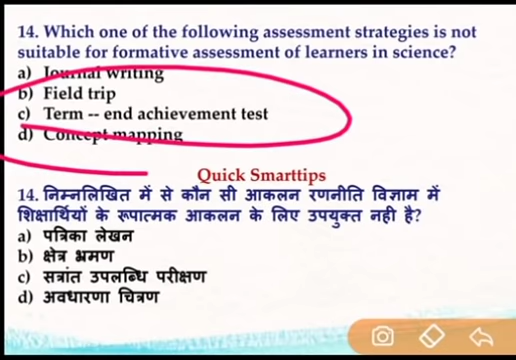 14. Which one of the following assessment strategies is not
suitable for formative assessment of learners in science?
a) Journal writing
b) Field trip
c) Term -- end achievement test
d) Concept mapping
Quick Smarttips
14. निम्नलिखित में से कौन सी आकलन रणनीति विज्ञाम में
शिक्षार्थियों के रूपात्मक आकलन के लिए उपयुक्त नही है?
a) पत्रिका लेखन
b) क्षेत्र भ्रमण
c) सत्रांत उपलब्धि परीक्षण
d) अवधारणा चित्रण